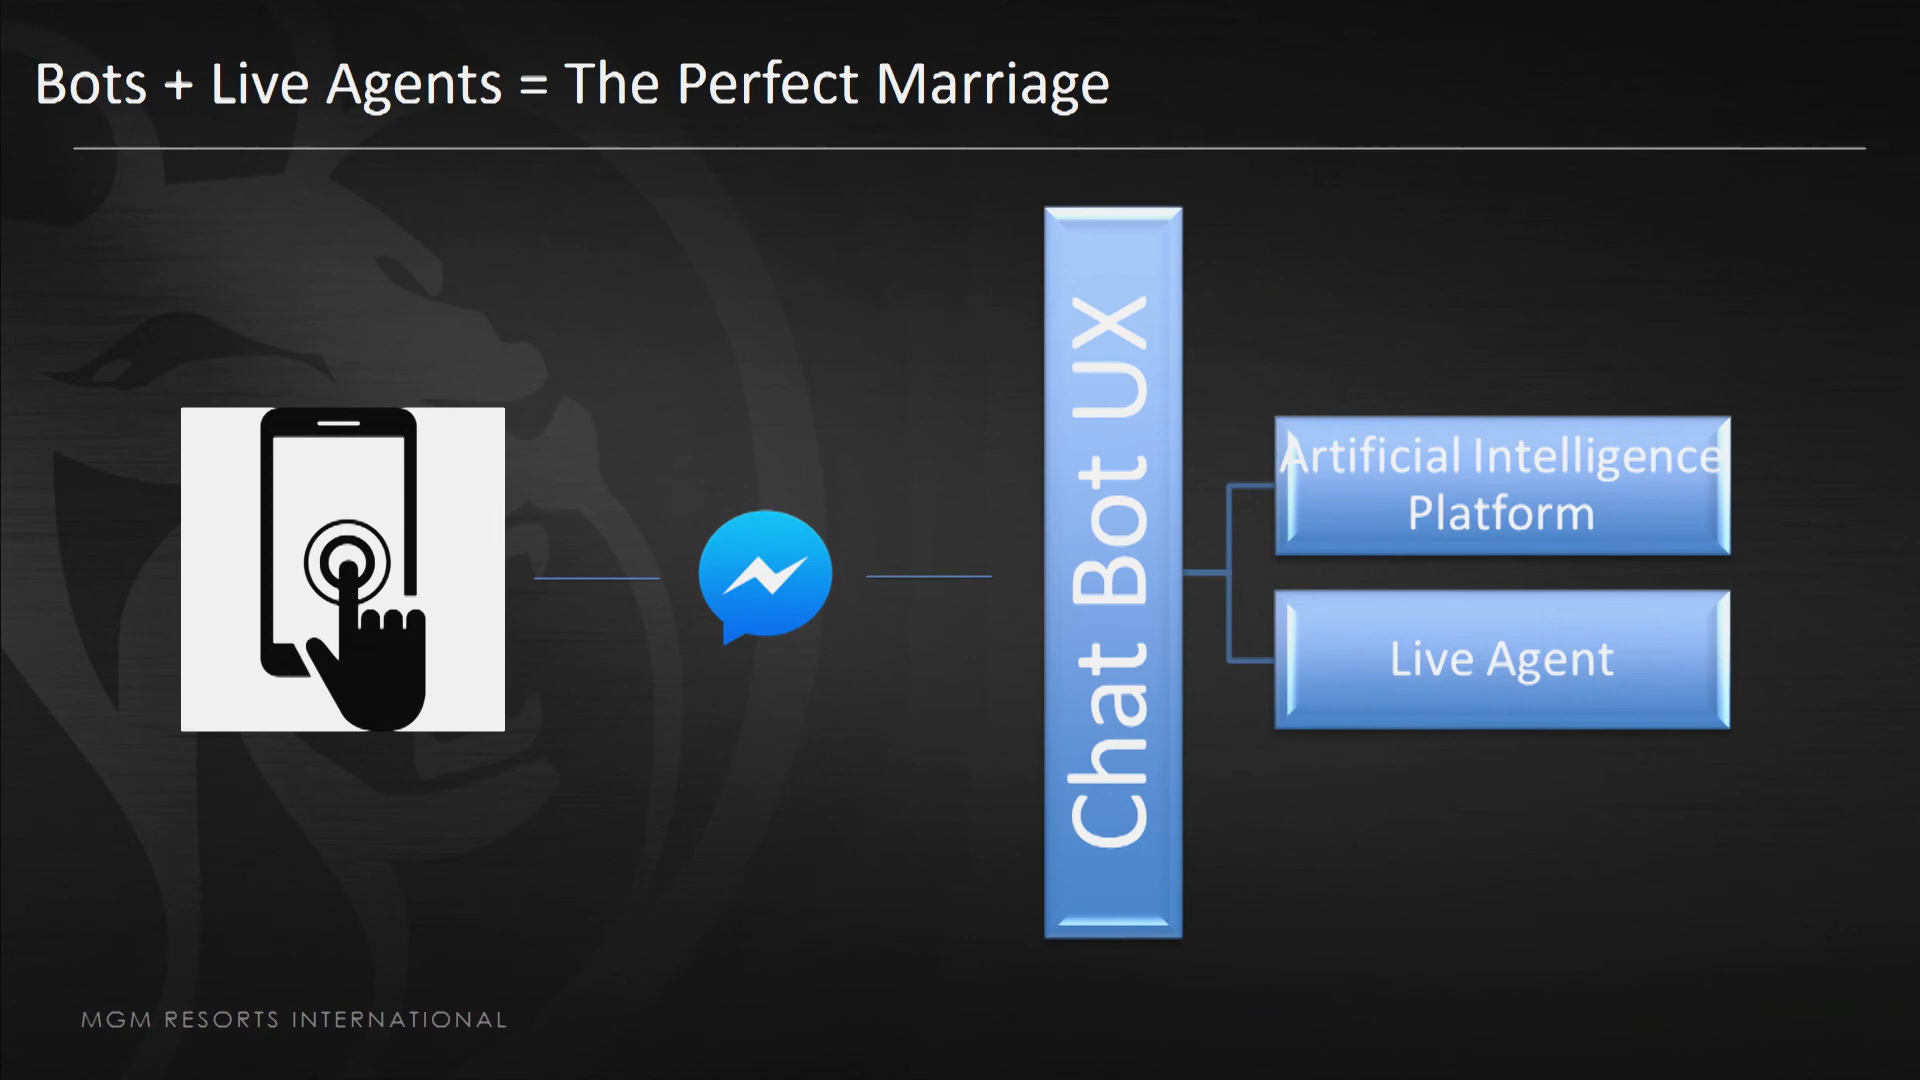 Bots + Live Agents = The Perfect Marriage
Chat Bot UX
Artificial Intelligence
Platform
Live Agent
MGM RESORTS INTERNATIONAL